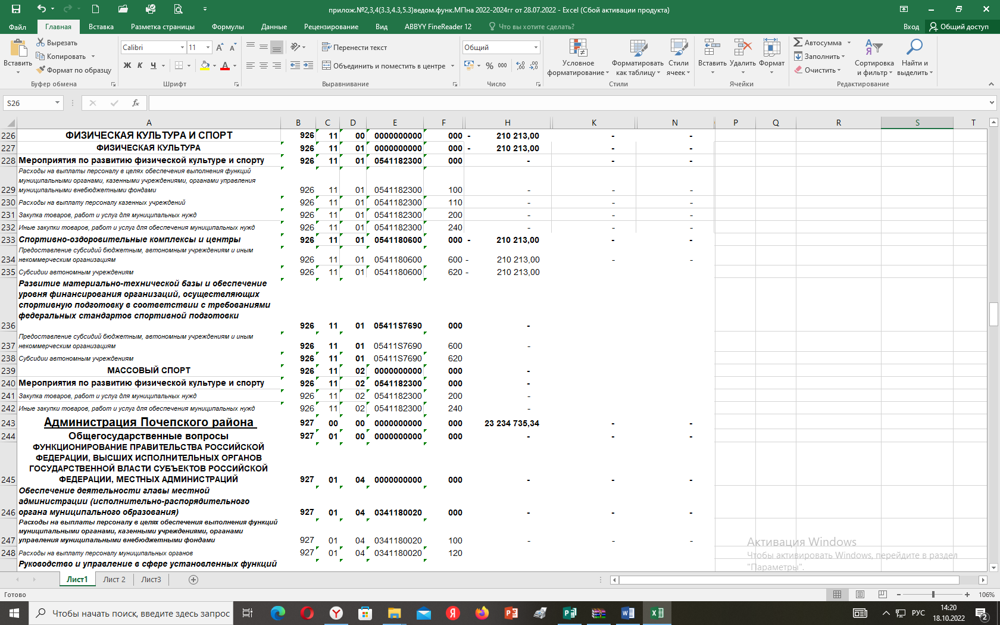 прилож.№2,3,4(3.3,4.3,5.3)ведом.функ.МПна 2022-2024гг от 28.07.2022 - Excel (Сбой активации продукта)
Файл Главная Вставка Разметка страницы Формулы Данные Рецензирование Вид ABBYY FineReader 12 Что вы хотите сделать? Вход Общий доступ
Вставить
Вырезать
Копировать
Формат по образцу
Буфер обмена
Calibri 11
Ж К Ч А
Шрифт
Перенести текст
Объединить и поместить в центре
Выравнивание
Общий
% 000
Число
Условное форматирование
Форматировать как таблицу
Стили ячеек
Стили
Вставить Удалить Формат
Ячейки
Автосумма
Заполнить
Очистить
Сортировка и фильтр
Найти и выделить
Редактирование
S26 fx
A B C D E F H K N P Q R S T
226 ФИЗИЧЕСКАЯ КУЛЬТУРА И СПОРТ 926 11 00 0000000000 000 - 210 213,00 - -
227 ФИЗИЧЕСКАЯ КУЛЬТУРА 926 11 01 0000000000 000 - 210 213,00 - -
228 Мероприятия по развитию физической культуре и спорту 926 11 01 0541182300 000 - - -
Расходы на выплаты персоналу в целях обеспечения выполнения функций
муниципальными органами, казенными учреждениями, органами управления
229 муниципальными внебюджетными фондами 926 11 01 0541182300 100 - - -
230 Расходы на выплату персоналу казенных учреждений 926 11 01 0541182300 110 - - -
231 Закупка товаров, работ и услуг для муниципальных нужд 926 11 01 0541182300 200 - - -
232 Иные закупки товаров, работ и услуг для обеспечения муниципальных нужд 926 11 01 0541182300 240 - - -
233 Спортивно-оздоровительные комплексы и центры 926 11 01 0541180600 000 - 210 213,00 - -
Предоставление субсидий бюджетным, автономным учреждениям и иным
234 некоммерческим организациям 926 11 01 0541180600 600 - 210 213,00 - -
235 Субсидии автономным учреждениям 926 11 01 0541180600 620 - 210 213,00
Развитие материально-технической базы и обеспечение
уровня финансирования организаций, осуществляющих
спортивную подготовку в соответствии с требованиями
федеральных стандартов спортивной подготовки
236 926 11 01 05411S7690 000 -
Предоставление субсидий бюджетным, автономным учреждениям и иным
237 некоммерческим организациям 926 11 01 05411S7690 600 -
238 Субсидии автономным учреждениям 926 11 01 05411S7690 620
239 МАССОВЫЙ СПОРТ 926 11 02 0000000000 000 -
240 Мероприятия по развитию физической культуре и спорту 926 11 02 0541182300 000 -
241 Закупка товаров, работ и услуг для муниципальных нужд 926 11 02 0541182300 200 -
242 Иные закупки товаров, работ и услуг для обеспечения муниципальных нужд 926 11 02 0541182300 240 -
243 Администрация Почепского района 927 00 00 0000000000 000 23 234 735,34 - -
244 Общегосударственные вопросы 927 01 00 0000000000 000 - - -
ФУНКЦИОНИРОВАНИЕ ПРАВИТЕЛЬСТВА РОССИЙСКОЙ
ФЕДЕРАЦИИ, ВЫСШИХ ИСПОЛНИТЕЛЬНЫХ ОРГАНОВ
ГОСУДАРСТВЕННОЙ ВЛАСТИ СУБЪЕКТОВ РОССИЙСКОЙ
245 ФЕДЕРАЦИИ, МЕСТНЫХ АДМИНИСТРАЦИЙ 927 01 04 0000000000 000 - - -
Обеспечение деятельности главы местной
администрации (исполнительно-распорядительного
246 органа муниципального образования) 927 01 04 0341180020 000 - - -
Расходы на выплаты персоналу в целях обеспечения выполнения функций
муниципальными органами, казенными учреждениями, органами
247 управления муниципальными внебюджетными фондами 927 01 04 0341180020 100 - - -
248 Расходы на выплату персоналу муниципальных органов 927 01 04 0341180020 120
Руководство и управление в сфере установленных функций
Активация Windows
Чтобы активировать Windows, перейдите в раздел
"Параметры".
Лист1 Лист 2 Лист3
Готово 106%
Чтобы начать поиск, введите здесь запрос
РУС
14:20
18.10.2022
2